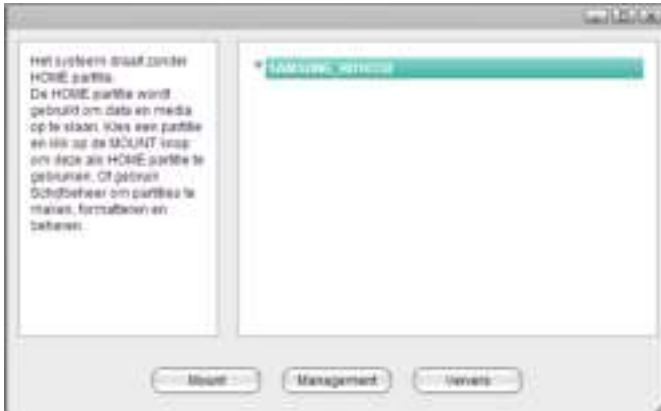 Het systeem draait zonder
HOME partitie.
De HOME partitie wordt
gebruikt om data en media
op te slaan. Kies een partitie
en klik op de MOUNT knop
om deze als HOME partitie te
gebruiken. Of gebruik
Schijfbeheer om partities te
maken, formatteren en
beheren.
Mount
Management
Ververs